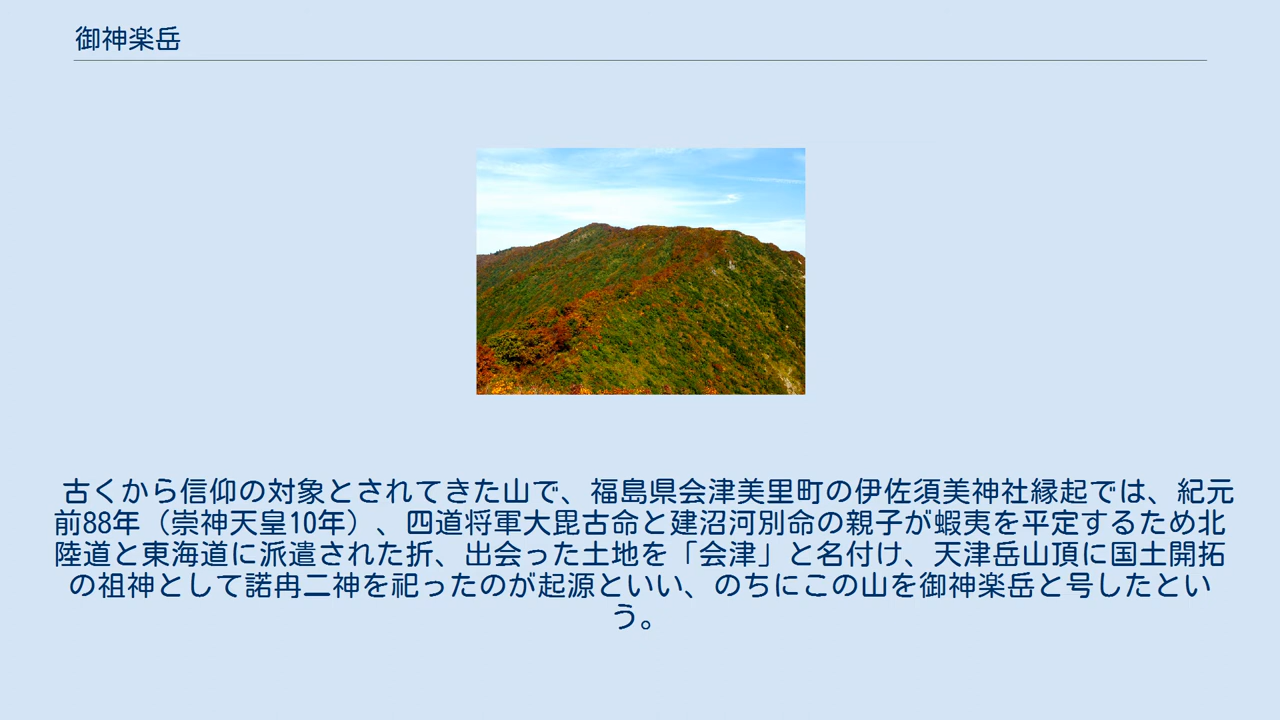 御神楽岳
古くから信仰の対象とされてきた山で、福島県会津美里町の伊佐須美神社縁起では、紀元
前88年（崇神天皇10年）、四道将軍大毘古命と建沼河別命の親子が蝦夷を平定するため北
陸道と東海道に派遣された折、出会った土地を「会津」と名付け、天津岳山頂に国土開拓
の祖神として諾冉二神を祀ったのが起源といい、のちにこの山を御神楽岳と号したとい
う。